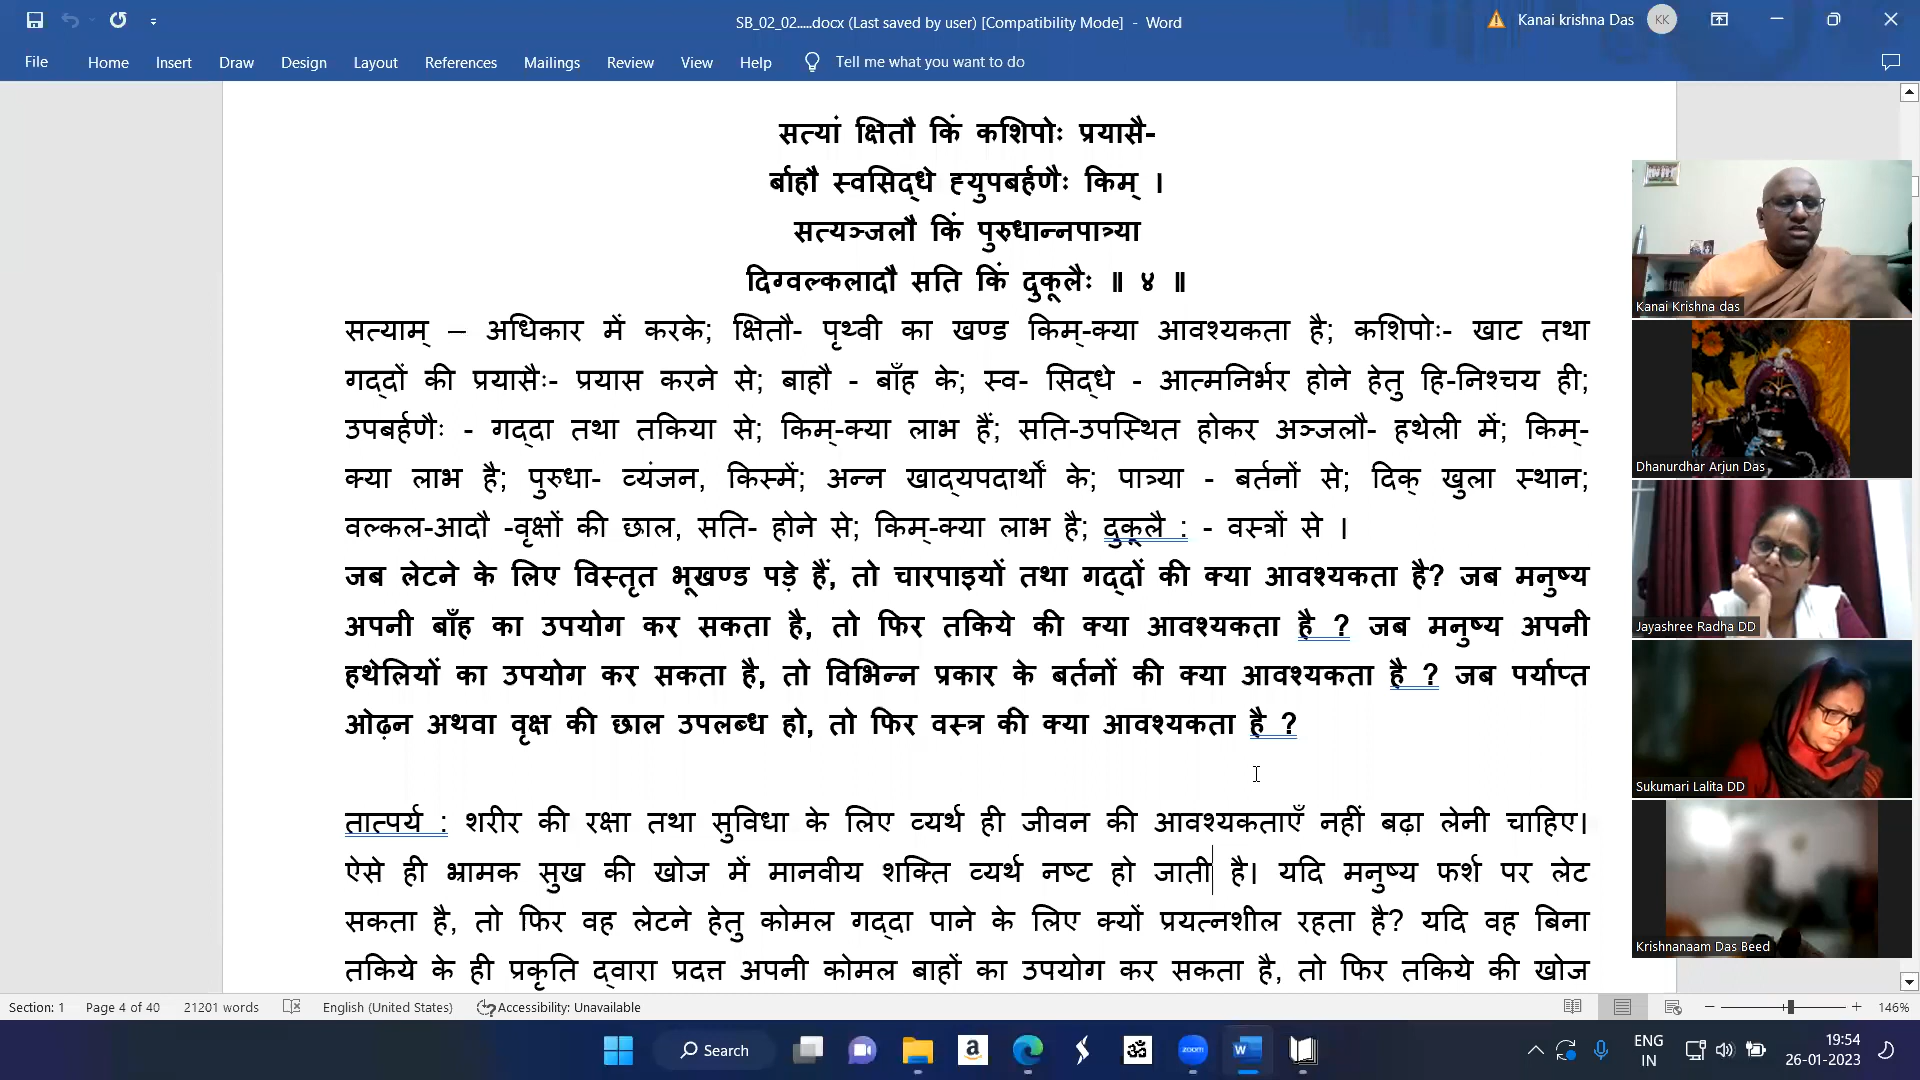 SB_02_02.....docx (Last saved by user) [Compatibility Mode] - Word
Kanai krishna Das
KK
File
Home
Insert
Draw
Design
Layout
References
Mailings
Review
View
Help
Tell me what you want to do
सत्यां क्षितौ किं कशिपोः प्रयासै-
र्बाहौ स्वसिद्धे ह्युपबर्हणैः किम् ।
सत्यञ्जलौ किं पुरुधान्नपात्र्या
दिग्वल्कलादौ सति किं दुकूलैः ॥ ४ ॥
सत्याम् – अधिकार में करके; क्षितौ- पृथ्वी का खण्ड किम्-क्या आवश्यकता है; कशिपोः- खाट तथा
गद्दों की प्रयासैः- प्रयास करने से; बाहौ - बाँह के; स्व- सिद्धे - आत्मनिर्भर होने हेतु हि-निश्चय ही;
उपबर्हणैः - गद्दा तथा तकिया से; किम्-क्या लाभ हैं; सति-उपस्थित होकर अञ्जलौ- हथेली में; किम्-
क्या लाभ है; पुरुधा- व्यंजन, किस्में; अन्न खाद्यपदार्थों के; पात्र्या - बर्तनों से; दिक् खुला स्थान;
वल्कल-आदौ -वृक्षों की छाल, सति- होने से; किम्-क्या लाभ है; दुकूलै : - वस्त्रों से ।
जब लेटने के लिए विस्तृत भूखण्ड पड़े हैं, तो चारपाइयों तथा गद्दों की क्या आवश्यकता है? जब मनुष्य
अपनी बाँह का उपयोग कर सकता है, तो फिर तकिये की क्या आवश्यकता है ? जब मनुष्य अपनी
हथेलियों का उपयोग कर सकता है, तो विभिन्न प्रकार के बर्तनों की क्या आवश्यकता है ? जब पर्याप्त
ओढ़न अथवा वृक्ष की छाल उपलब्ध हो, तो फिर वस्त्र की क्या आवश्यकता है ?
तात्पर्य : शरीर की रक्षा तथा सुविधा के लिए व्यर्थ ही जीवन की आवश्यकताएँ नहीं बढ़ा लेनी चाहिए।
ऐसे ही भ्रामक सुख की खोज में मानवीय शक्ति व्यर्थ नष्ट हो जाती है। यदि मनुष्य फर्श पर लेट
सकता है, तो फिर वह लेटने हेतु कोमल गद्दा पाने के लिए क्यों प्रयत्नशील रहता है? यदि वह बिना
तकिये के ही प्रकृति द्वारा प्रदत्त अपनी कोमल बाहों का उपयोग कर सकता है, तो फिर तकिये की खोज
Kanai Krishna das
Dhanurdhar Arjun Das
Jayashree Radha DD
Sukumari Lalita DD
Krishnanaam Das Beed
Section: 1
Page 4 of 40
21201 words
English (United States)
Accessibility: Unavailable
146%
Search
a
ॐ
zoom
W
ENG
IN
19:54
26-01-2023